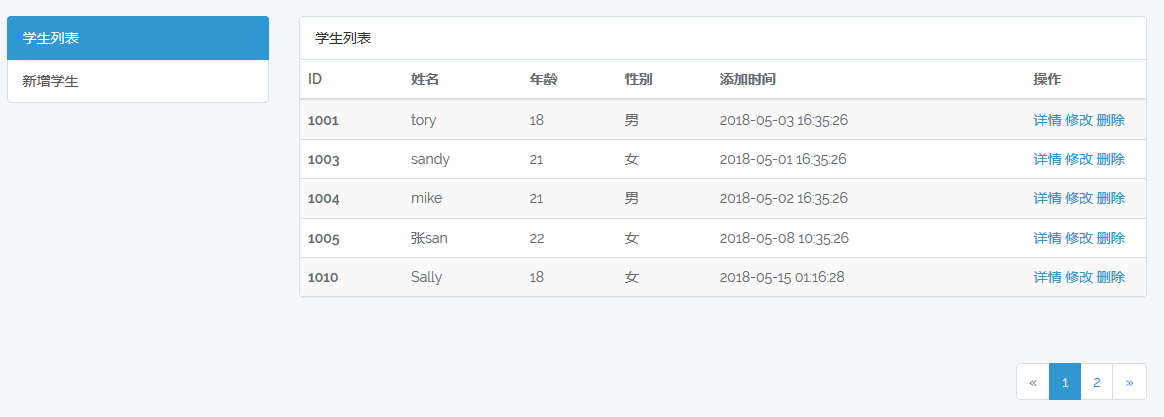 学生列表
新增学生
学生列表
ID 姓名 年龄 性别 添加时间 操作
1001 tory 18 男 2018-05-03 16:35:26 详情 修改 删除
1003 sandy 21 女 2018-05-01 16:35:26 详情 修改 删除
1004 mike 21 男 2018-05-02 16:35:26 详情 修改 删除
1005 张san 22 女 2018-05-08 10:35:26 详情 修改 删除
1010 Sally 18 女 2018-05-15 01:16:28 详情 修改 删除
« 1 2 »